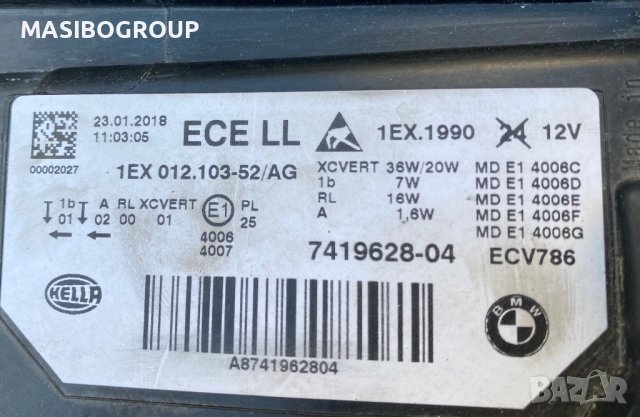 MASIBOGROUP
23.01.2018
11:03:05
ECE LL
1EX.1990 24 12V
00002027
1EX 012.103-52/AG
XCVERT 36W/20W MD E1 4006C
1b 7W MD E1 4006D
RL 16W MD E1 4006E
A 1,6W MD E1 4006F
MD E1 4006G
1b A RL XCVERT E1 PL
01 02 00 01 25
4006
4007
7419628-04 ECV786
HELLA
BMW
A8741962804
BAZAR